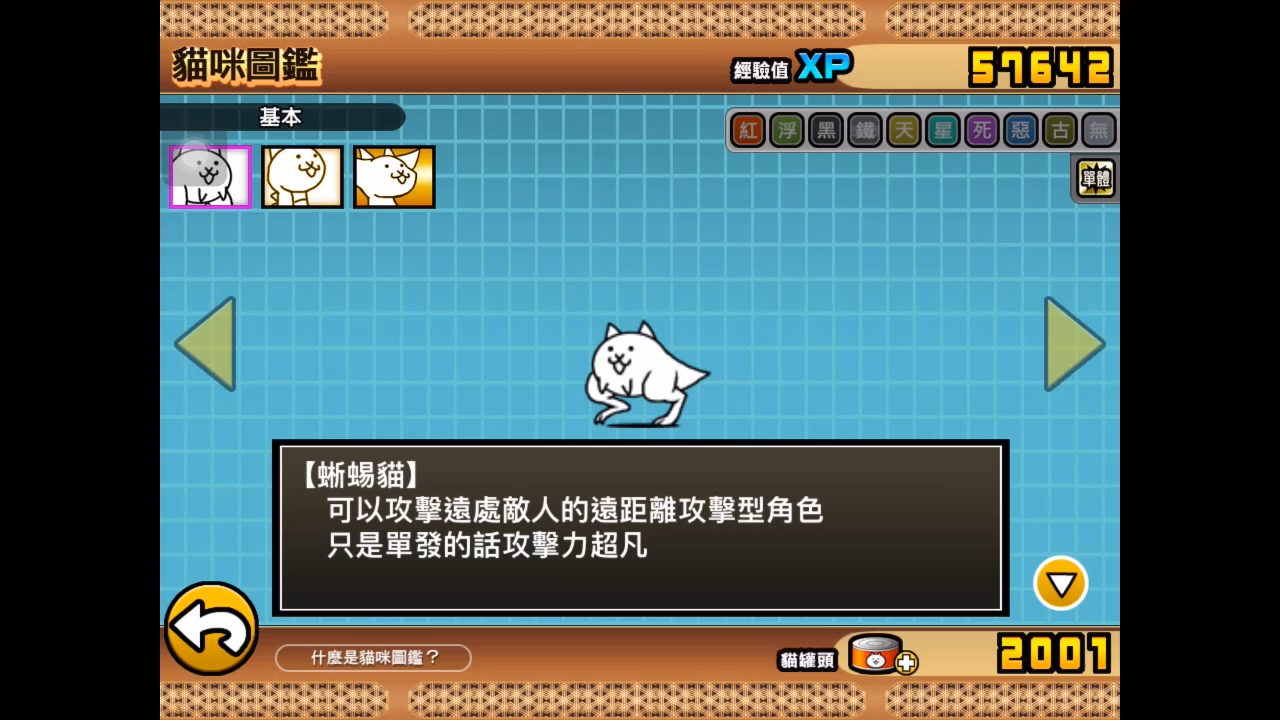 貓咪圖鑑
經驗值 XP 57642
基本
紅 浮 黑 鐵 天 星 死 惡 古 無
單體
【蜥蜴貓】
可以攻擊遠處敵人的遠距離攻擊型角色
只是單發的話攻擊力超凡
什麼是貓咪圖鑑？
貓罐頭 2001